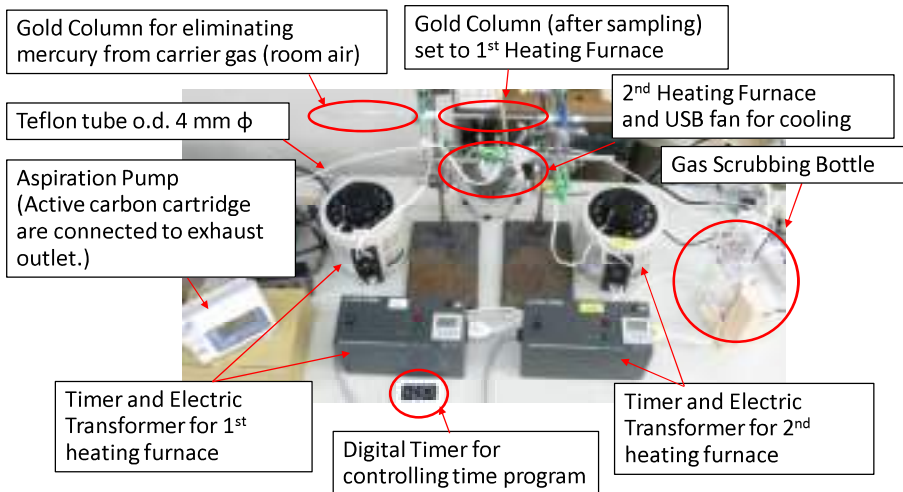 Gold Column for eliminating
mercury from carrier gas (room air)
Gold Column (after sampling)
set to 1st Heating Furnace
Teflon tube o.d. 4 mm ϕ
2nd Heating Furnace
and USB fan for cooling
Aspiration Pump
(Active carbon cartridge
are connected to exhaust
outlet.)
Gas Scrubbing Bottle
Timer and Electric
Transformer for 1st
heating furnace
Digital Timer for
controlling time program
Timer and Electric
Transformer for 2nd
heating furnace